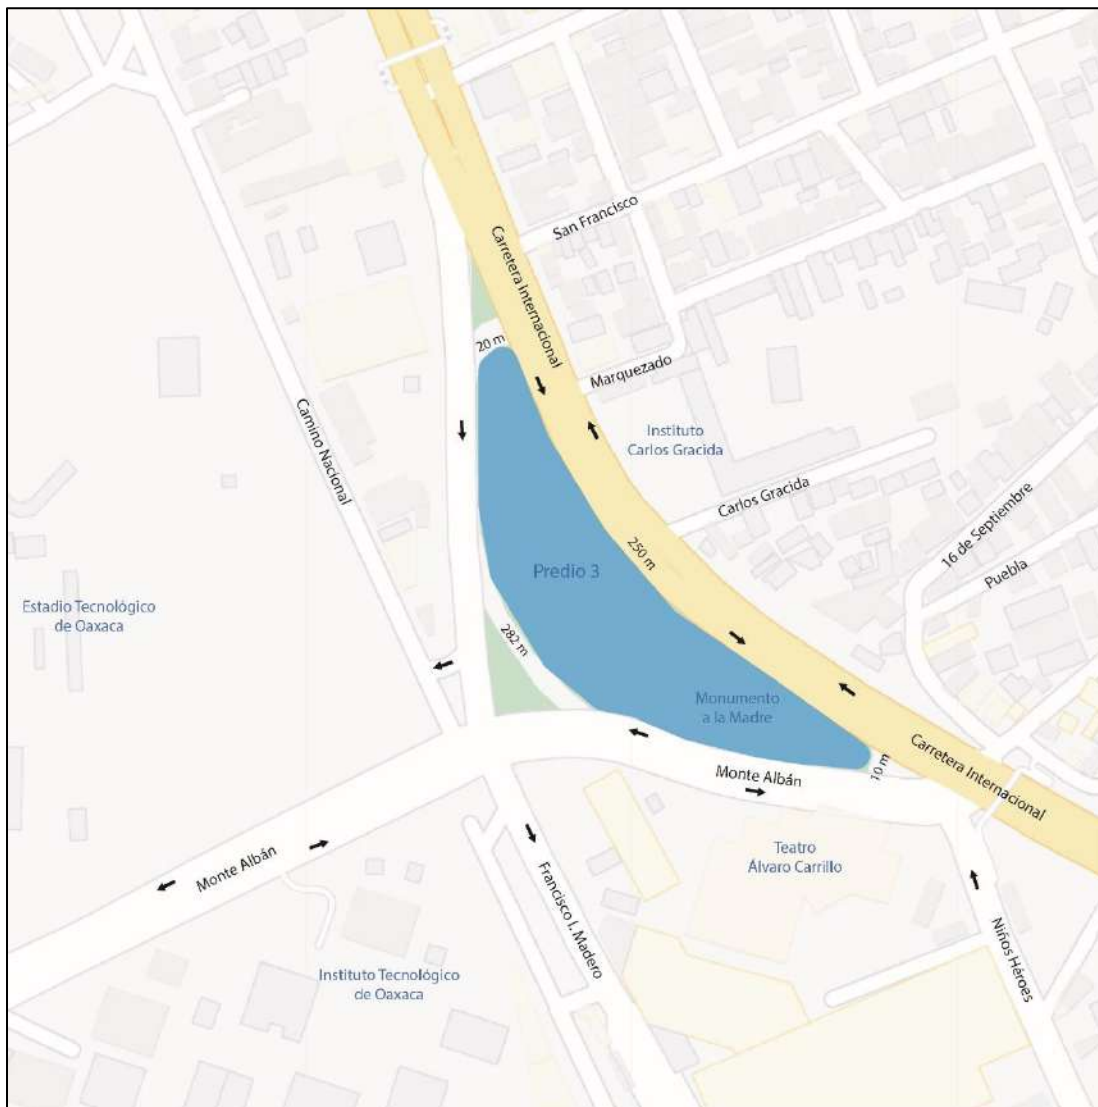 San Francisco
Carretera Internacional
20 m
Marquezado
Camino Nacional
Instituto
Carlos Gracida
Carlos Gracida
16 de Septiembre
250 m
Puebla
Predio 3
Estadio Tecnológico
de Oaxaca
282 m
Monumento
a la Madre
Carretera Internacional
10 m
Monte Albán
Teatro
Álvaro Carrillo
Monte Albán
Francisco I. Madero
Niños Héroes
Instituto Tecnológico
de Oaxaca